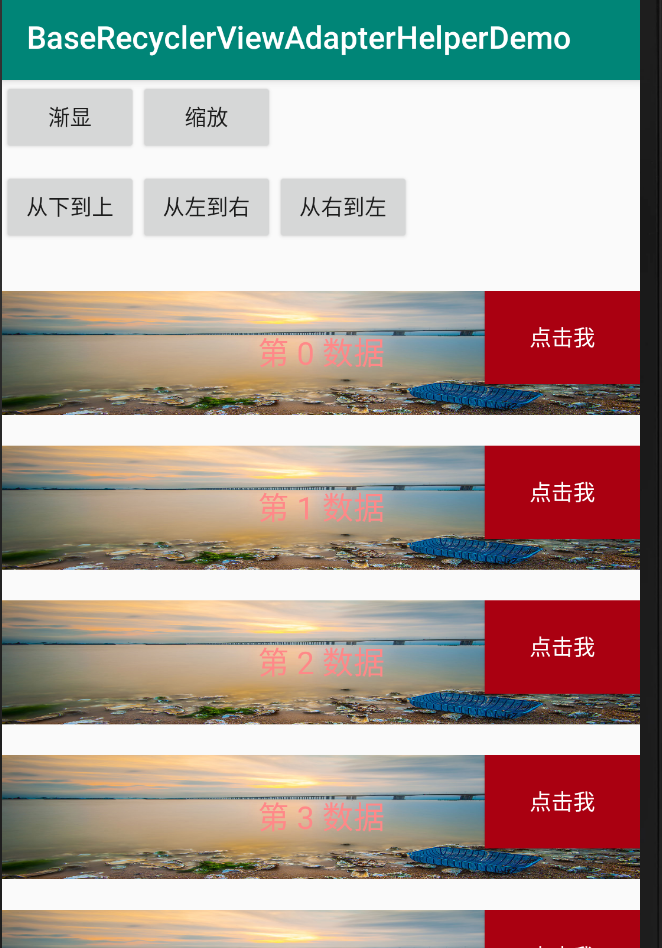 BaseRecyclerViewAdapterHelperDemo
渐显 缩放
从下到上 从左到右 从右到左
第 0 数据 点击我
第 1 数据 点击我
第 2 数据 点击我
第 3 数据 点击我